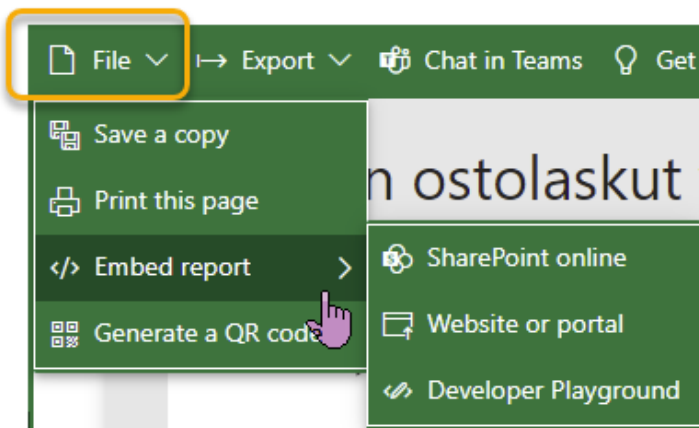 File Export Chat in Teams Get
Save a copy
Print this page
Embed report
Generate a QR code
n ostolaskut
SharePoint online
Website or portal
Developer Playground